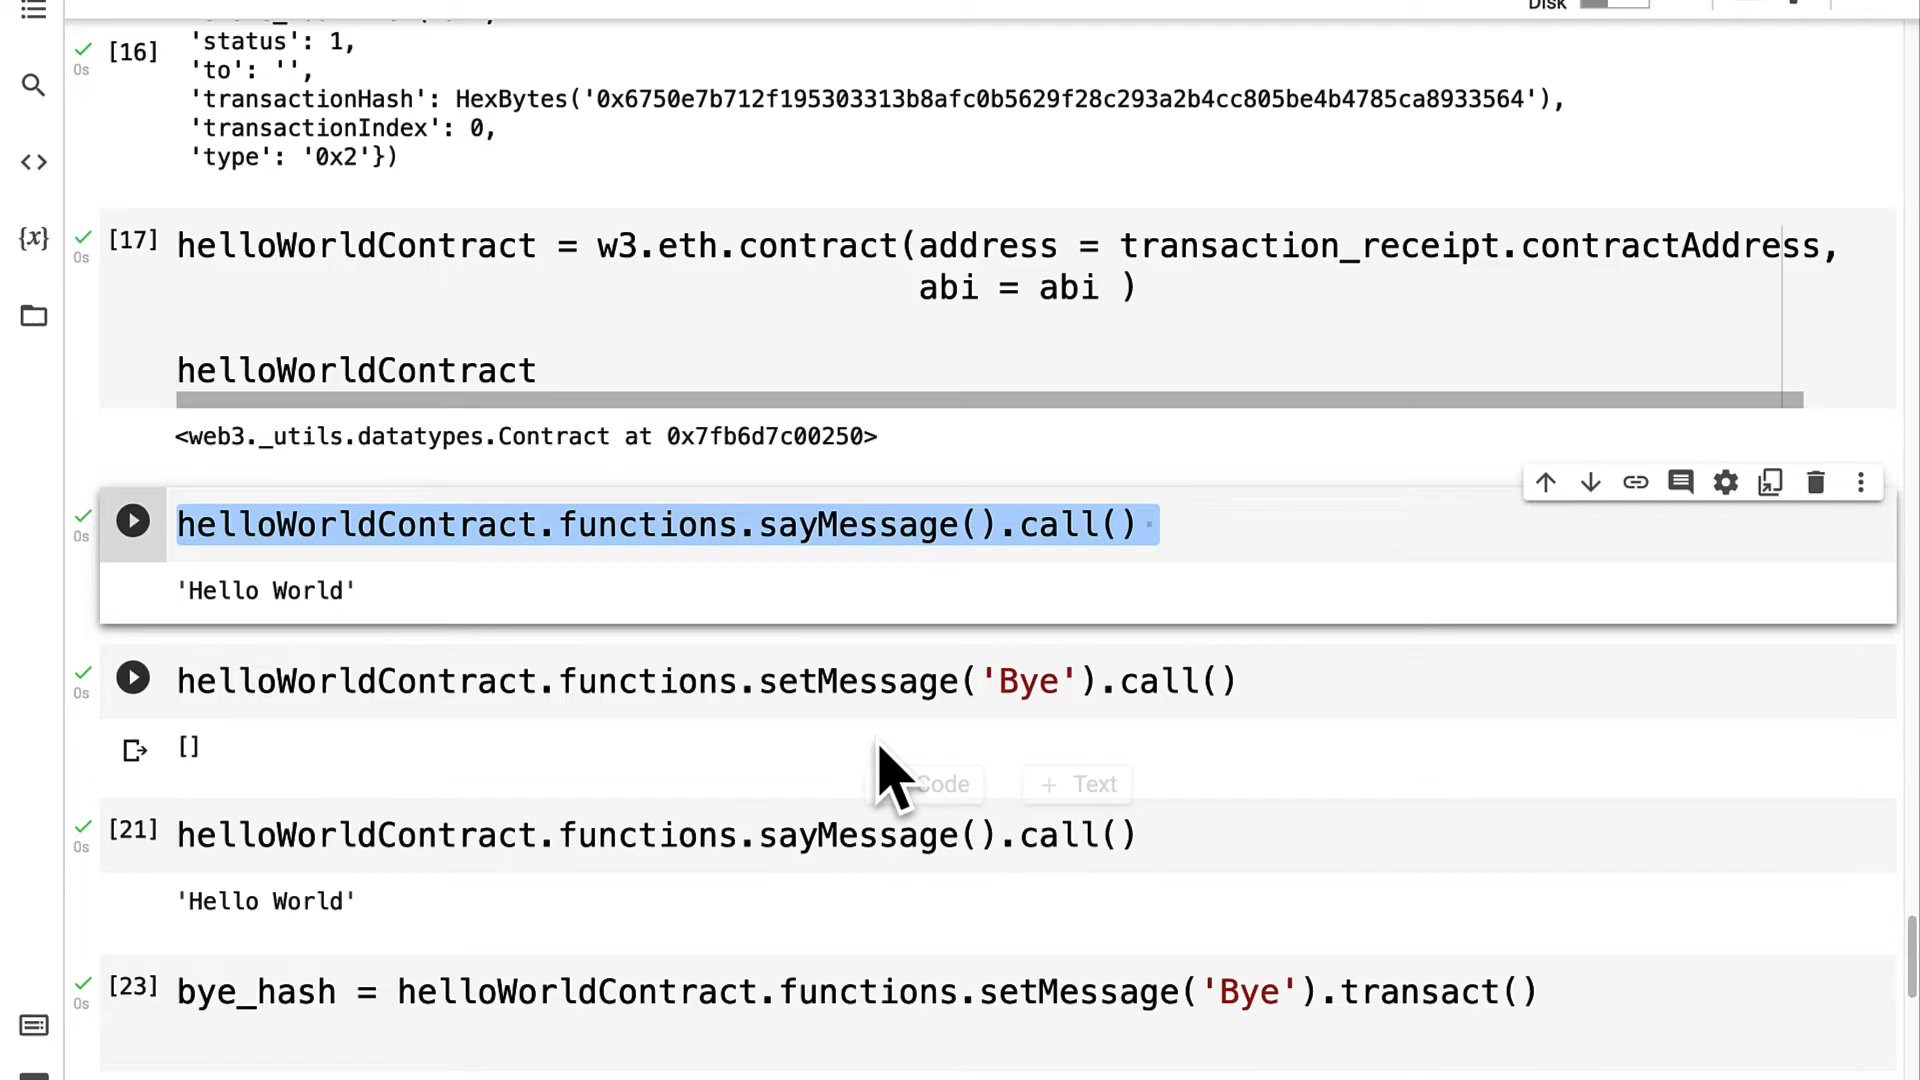 Disk
[16]
'status': 1,
'to': '',
'transactionHash': HexBytes('0x6750e7b712f195303313b8afc0b5629f28c293a2b4cc805be4b4785ca8933564'),
'transactionIndex': 0,
'type': '0x2'})
0s
{x}
[17] helloWorldContract = w3.eth.contract(address = transaction_receipt.contractAddress,
0s
abi = abi )
helloWorldContract
<web3._utils.datatypes.Contract at 0x7fb6d7c00250>
helloWorldContract.functions.sayMessage().call()
0s
'Hello World'
helloWorldContract.functions.setMessage('Bye').call()
0s
[]
Code
+ Text
[21] helloWorldContract.functions.sayMessage().call()
0s
'Hello World'
[23] bye_hash = helloWorldContract.functions.setMessage('Bye').transact()
0s